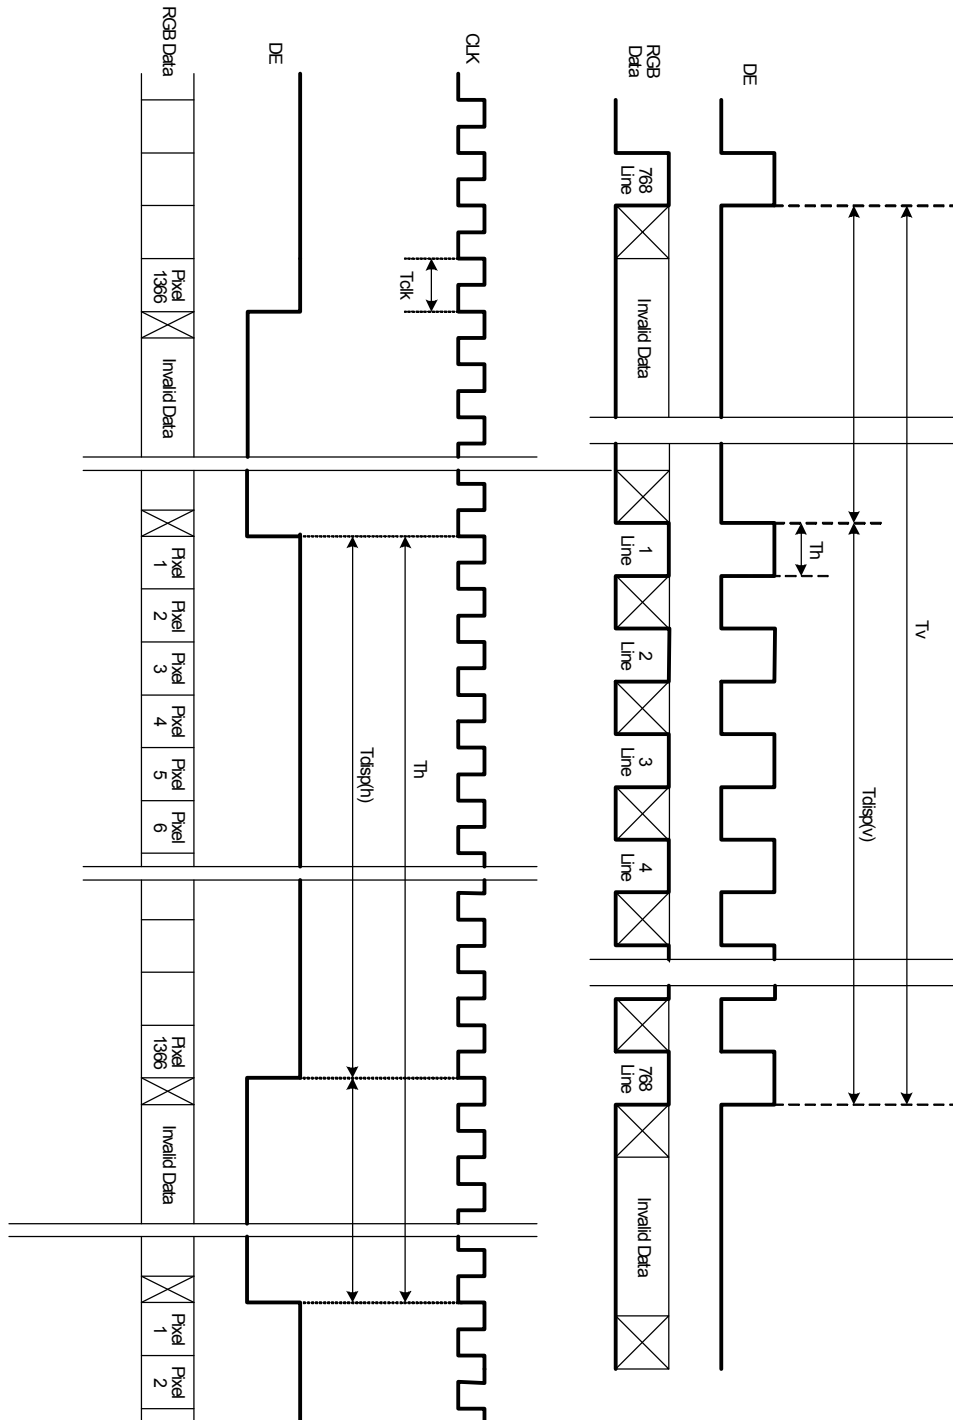 DE
RGB
Data
768
Line
Invalid Data
1
Line
2
Line
3
Line
4
Line
768
Line
Invalid Data
Th
Tdisp(v)
Tv
CLK
Tclk
Th
Tdisp(h)
DE
RGB Data
Pixel
1366
Invalid Data
Pixel
1
Pixel
2
Pixel
3
Pixel
4
Pixel
5
Pixel
6
Pixel
1366
Invalid Data
Pixel
1
Pixel
2